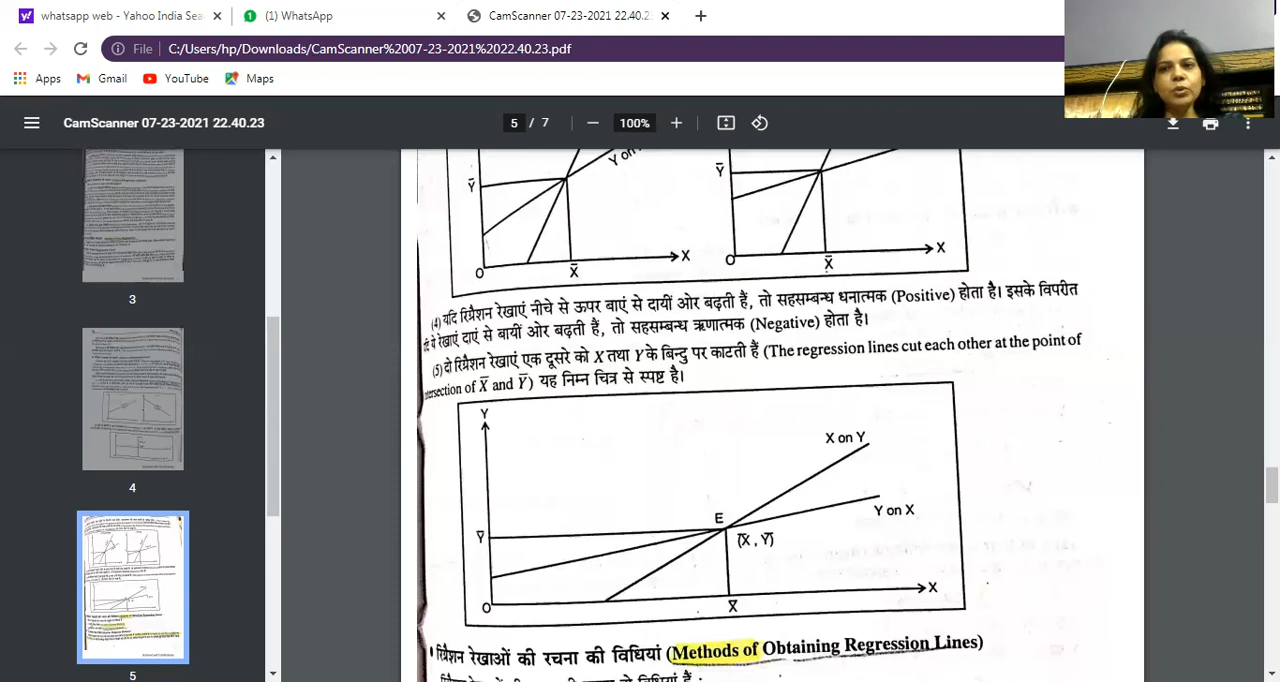 whatsapp web - Yahoo India Sea
(1) WhatsApp
CamScanner 07-23-2021 22.40.2
File
C:/Users/hp/Downloads/CamScanner%2007-23-2021%2022.40.23.pdf
Apps
Gmail
YouTube
Maps
CamScanner 07-23-2021 22.40.23
5 / 7
100%
3
4
5
Y on
Y̅
O
X̅
X
Y̅
O
X̅
X
(4) यदि रिग्रैशन रेखाएं नीचे से ऊपर बाएं से दायीं ओर बढ़ती हैं, तो सहसम्बन्ध धनात्मक (Positive) होता है। इसके विपरीत
वे रेखाएं दाएं से बायीं ओर बढ़ती हैं, तो सहसम्बन्ध ऋणात्मक (Negative) होता है।
(5) दो रिग्रैशन रेखाएं एक दूसरे को X तथा Y के बिन्दु पर काटती हैं (The regression lines cut each other at the point of
ntersection of X̅ and Y̅) यह निम्न चित्र से स्पष्ट है।
Y
X on Y
Y on X
E
(X̅, Y̅)
Y̅
O
X̅
X
• रिग्रैशन रेखाओं की रचना की विधियां (Methods of Obtaining Regression Lines)